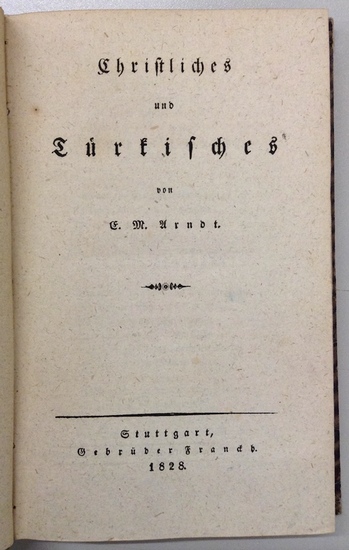 Christliches
und
Türkisches
von
E. M. Arndt.
Stuttgart,
Gebrüder Franckh.
1828.